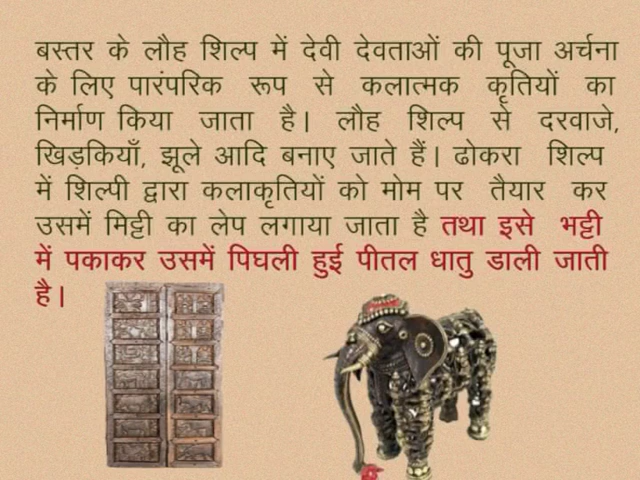 बस्तर के लौह शिल्प में देवी देवताओं की पूजा अर्चना
के लिए पारंपरिक रूप से कलात्मक कृतियों का
निर्माण किया जाता है। लौह शिल्प से दरवाजे,
खिड़कियाँ, झूले आदि बनाए जाते हैं। ढोकरा शिल्प
में शिल्पी द्वारा कलाकृतियों को मोम पर तैयार कर
उसमें मिट्टी का लेप लगाया जाता है तथा इसे भट्टी
में पकाकर उसमें पिघली हुई पीतल धातु डाली जाती
है।